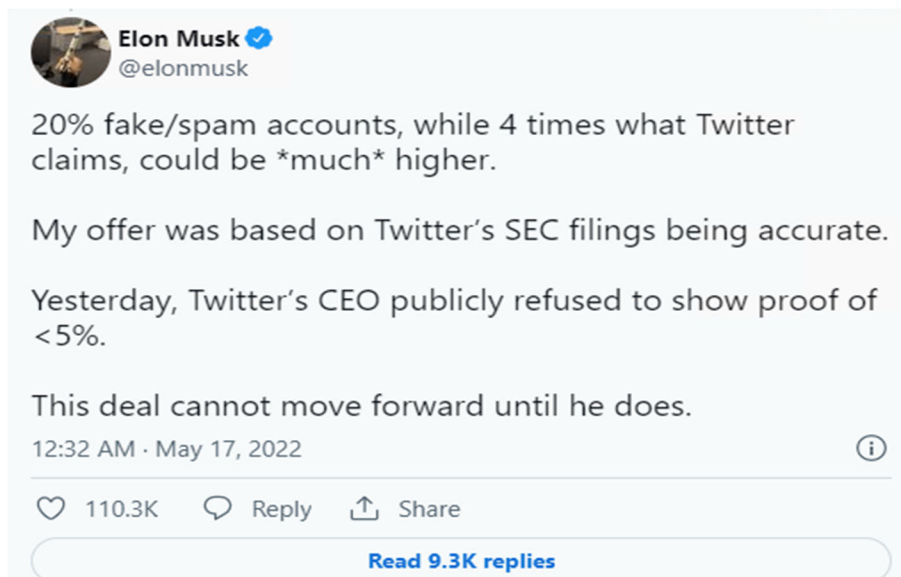 Elon Musk
@elonmusk
20% fake/spam accounts, while 4 times what Twitter
claims, could be *much* higher.
My offer was based on Twitter's SEC filings being accurate.
Yesterday, Twitter's CEO publicly refused to show proof of
<5%.
This deal cannot move forward until he does.
12:32 AM · May 17, 2022
110.3K Reply Share
Read 9.3K replies